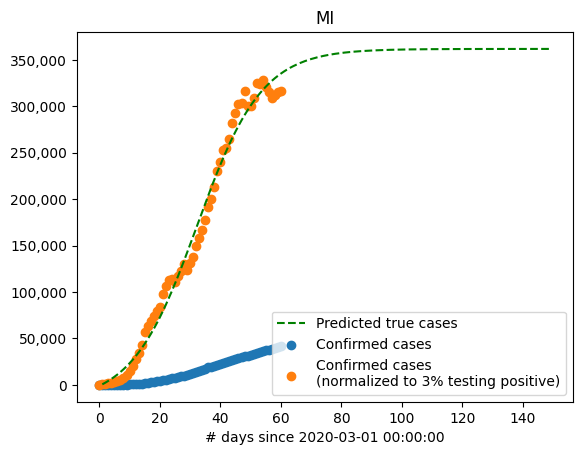 MI
350,000
300,000
250,000
200,000
150,000
100,000
50,000
0
Predicted true cases
Confirmed cases
Confirmed cases
(normalized to 3% testing positive)
0 20 40 60 80 100 120 140
# days since 2020-03-01 00:00:00